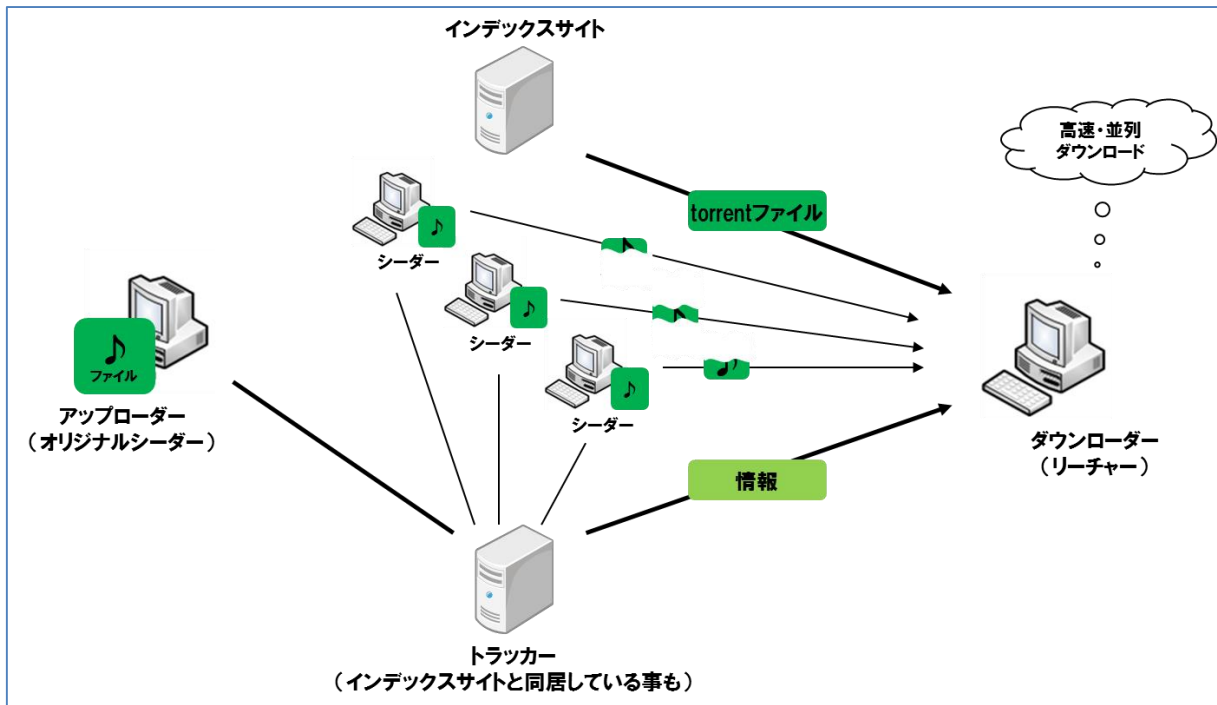 インデックスサイト
高速・並列
ダウンロード
torrentファイル
シーダー
シーダー
シーダー
ファイル
アップローダー
（オリジナルシーダー）
ダウンローダー
（リーチャー）
情報
トラッカー
（インデックスサイトと同居している事も）